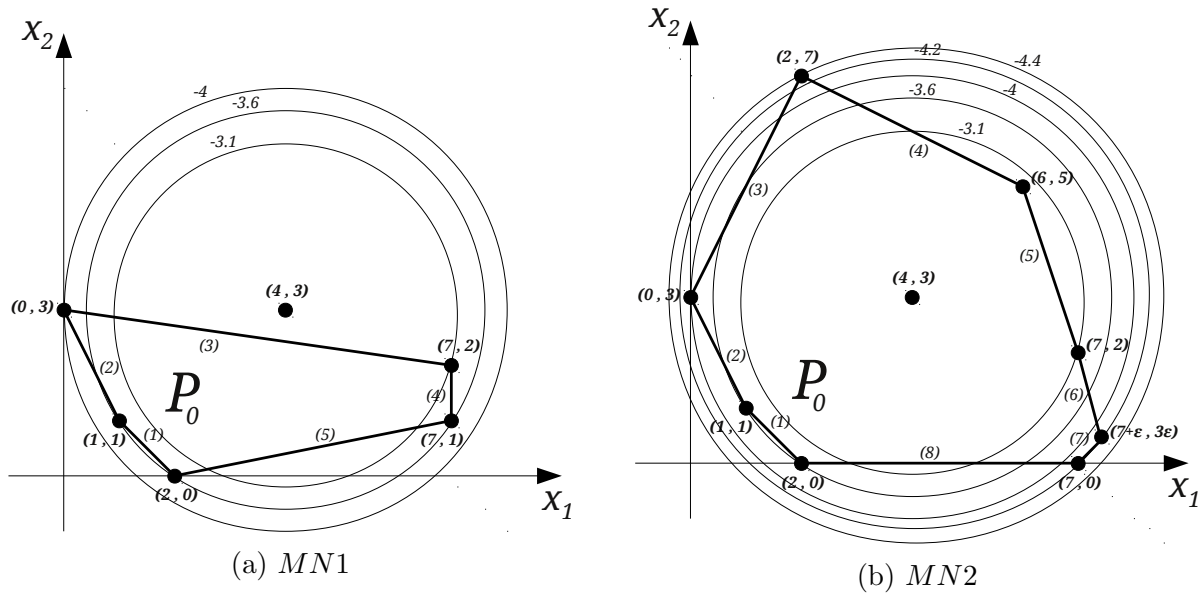 X₂
-4
-3.6
-3.1
(0 , 3)
(4 , 3)
(3)
(7 , 2)
(2)
P₀
(4)
(1 , 1)
(1)
(5)
(7 , 1)
(2 , 0)
X₁
(a) MN1
X₂
(2 , 7)
-4.2
-4.4
-3.6
-4
-3.1
(4)
(3)
(6 , 5)
(5)
(0 , 3)
(4 , 3)
(2)
(7 , 2)
P₀
(6)
(1 , 1)
(1)
(7)
(7+ε , 3ε)
(8)
(2 , 0)
(7 , 0)
X₁
(b) MN2